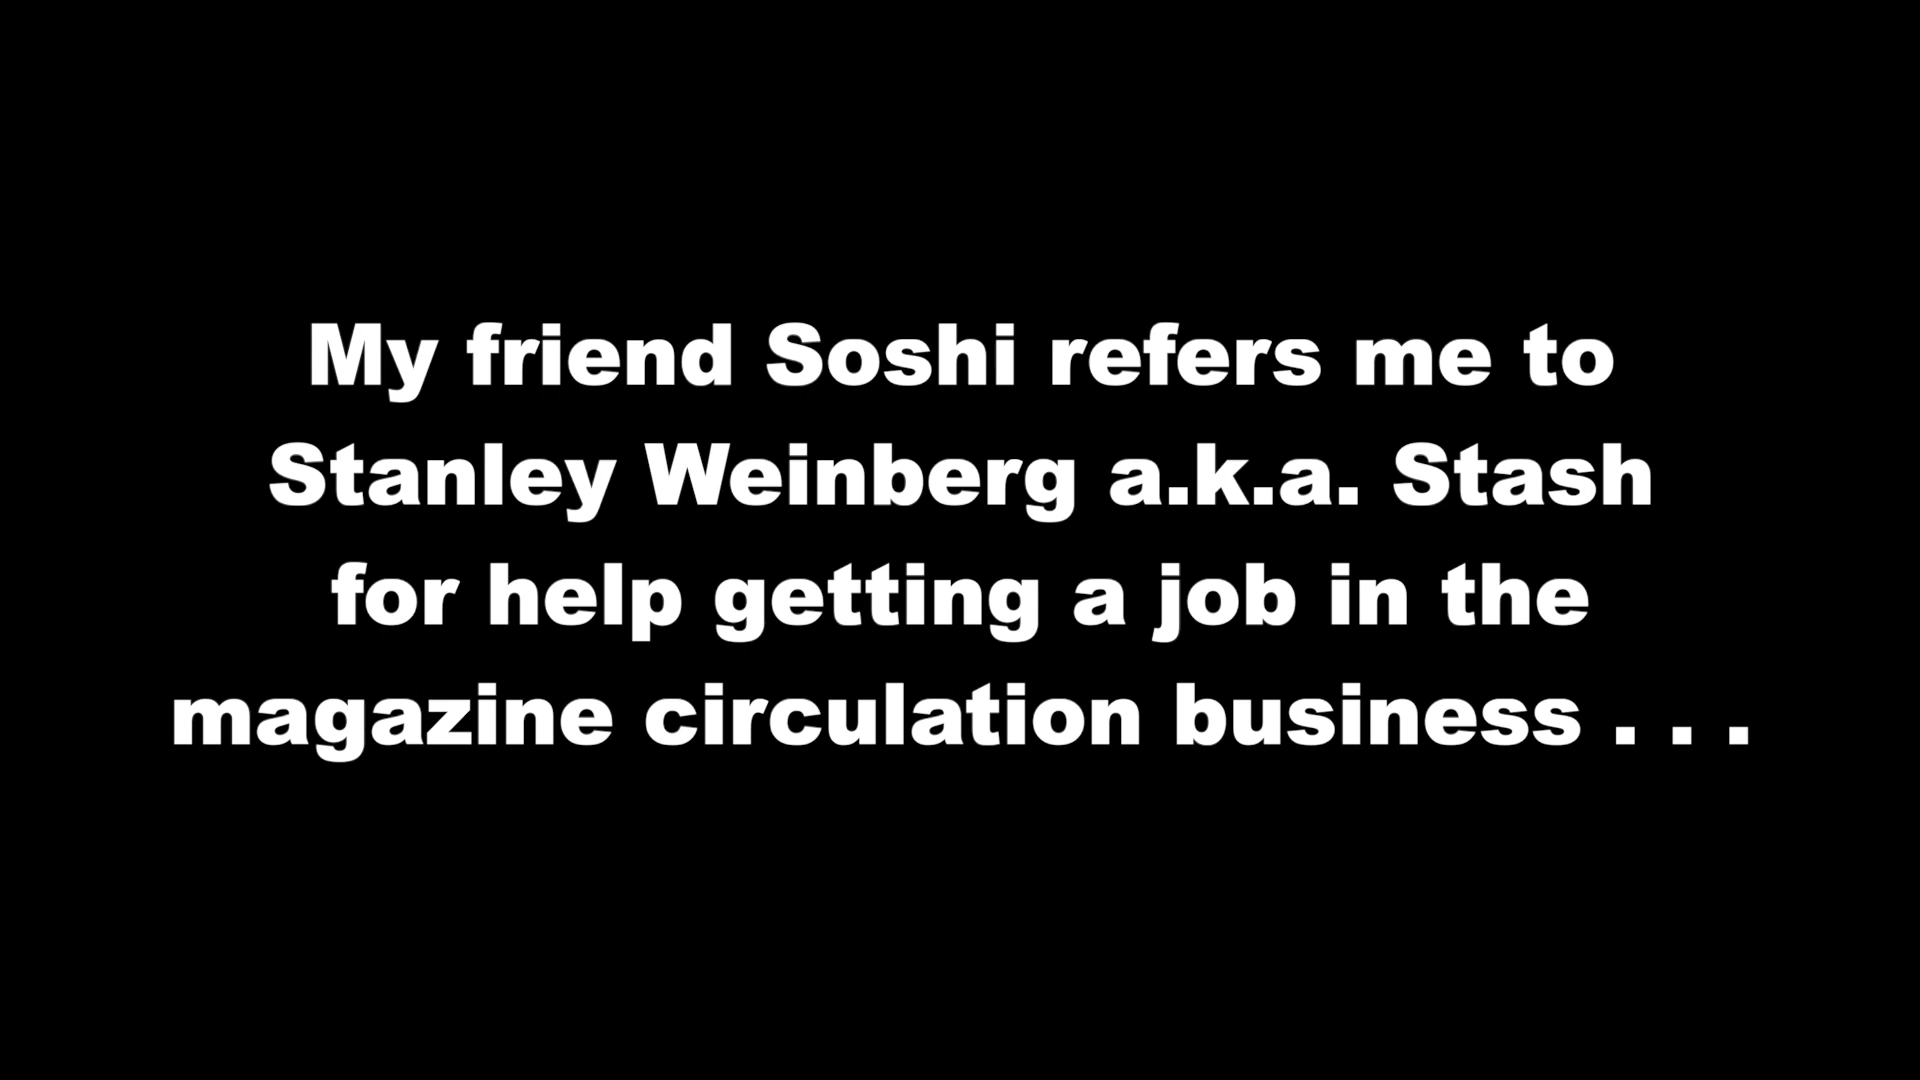 My friend Soshi refers me to
Stanley Weinberg a.k.a. Stash
for help getting a job in the
magazine circulation business . . .